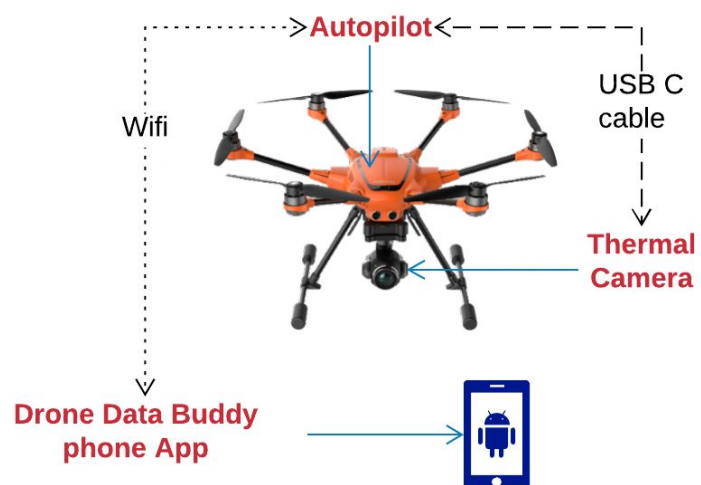 Autopilot
USB C
cable
Wifi
Thermal
Camera
Drone Data Buddy
phone App